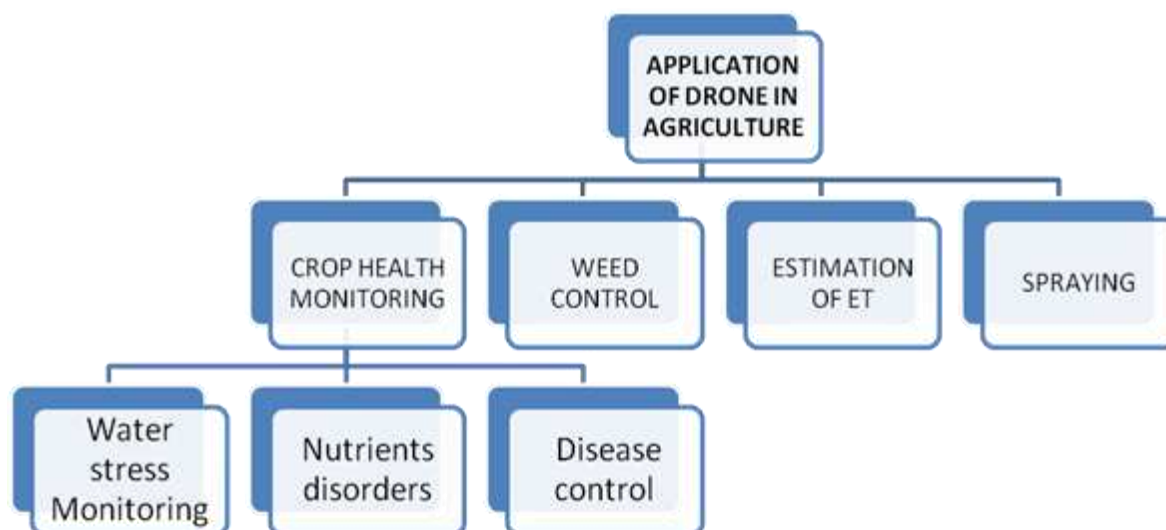 APPLICATION
OF DRONE IN
AGRICULTURE
CROP HEALTH
MONITORING
WEED
CONTROL
ESTIMATION
OF ET
SPRAYING
Water
stress
Monitoring
Nutrients
disorders
Disease
control